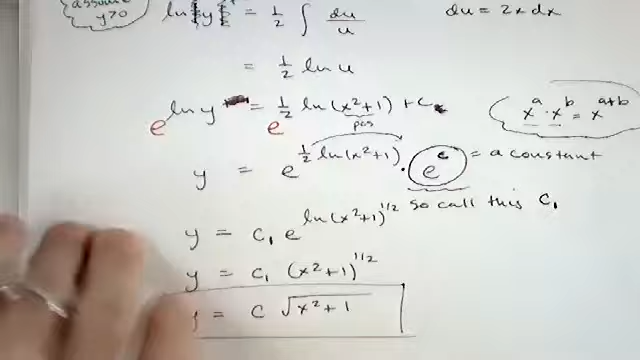 assume
y>0
ln y = 1/2 ∫ du/u
du = 2x dx
= 1/2 ln u
e^(ln y) = e^(1/2 ln(x²+1) + c)
pos
x^a · x^b = x^(a+b)
y = e^(1/2 ln(x²+1)) · e^c = a constant
so call this C₁
y = C₁ e^(ln(x²+1)^(1/2))
y = C₁ (x²+1)^(1/2)
= C √(x²+1)